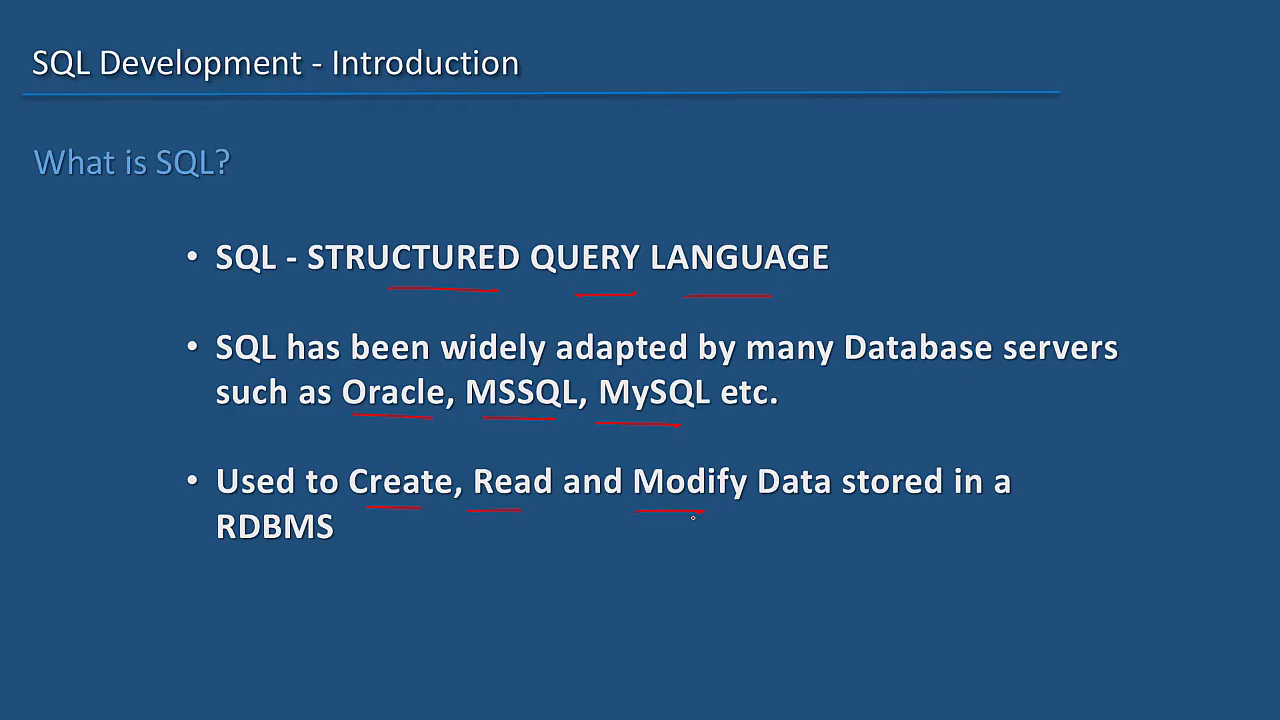 SQL Development - Introduction
What is SQL?
• SQL - STRUCTURED QUERY LANGUAGE
• SQL has been widely adapted by many Database servers
such as Oracle, MSSQL, MySQL etc.
• Used to Create, Read and Modify Data stored in a
RDBMS